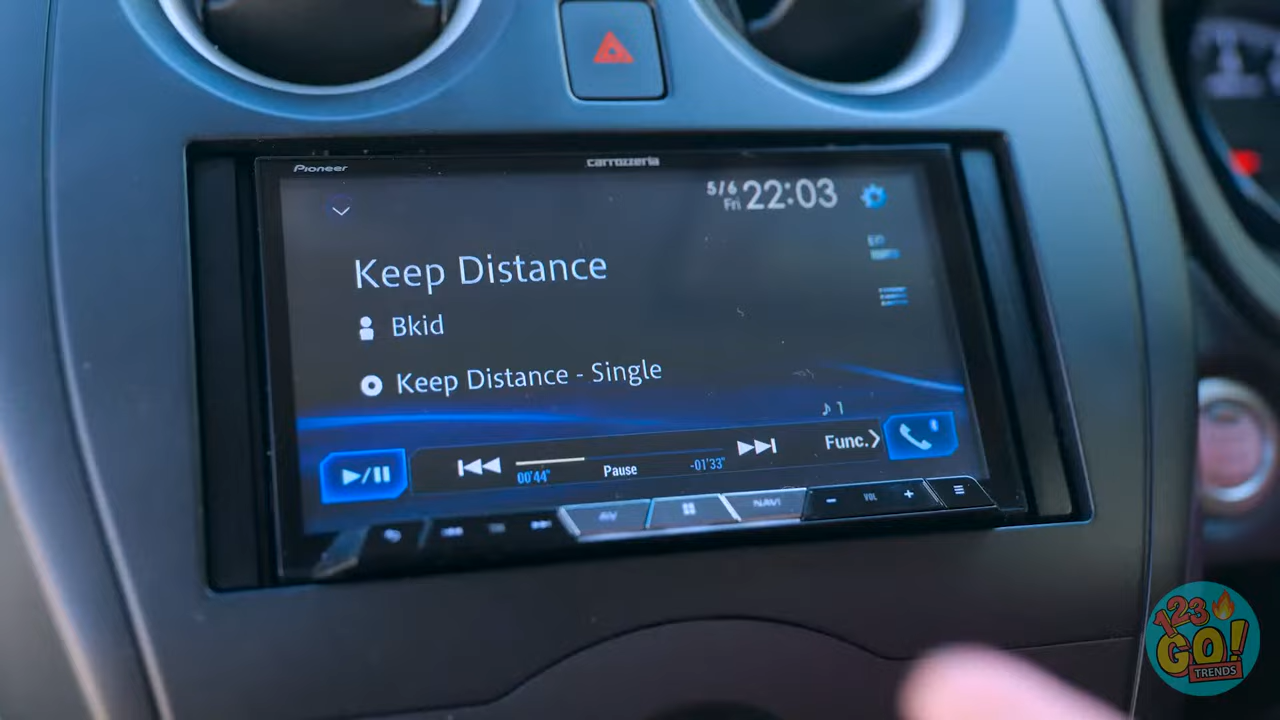 Pioneer
carrozzeria
5/6
Fri
22:03
Keep Distance
Bkid
Keep Distance - Single
♪ 1
00'44"
Pause
-01'33"
Func.
AV
NAVI
VOL
123
GO!
TRENDS